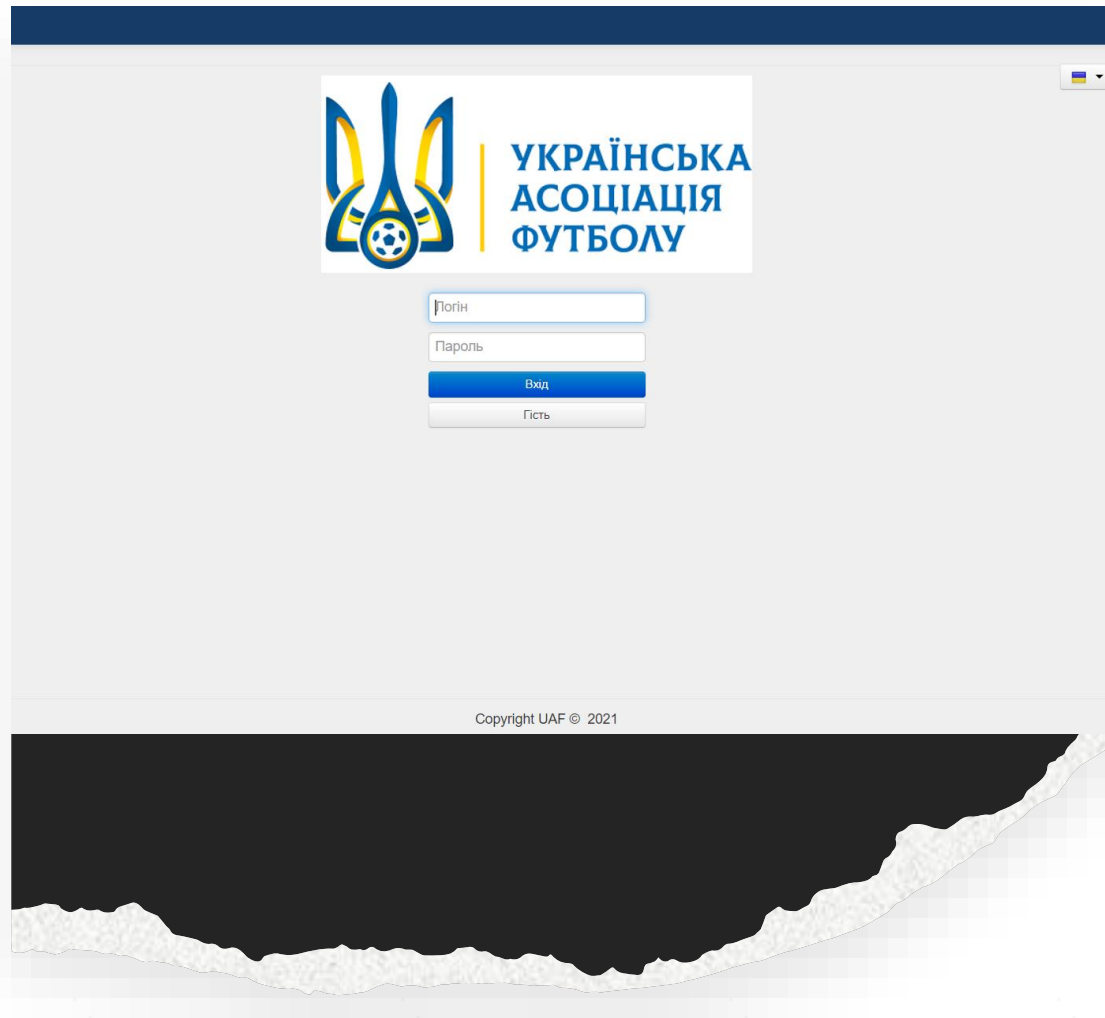 УКРАЇНСЬКА
АСОЦІАЦІЯ
ФУТБОЛУ
Логін
Пароль
Вхід
Гість
Copyright UAF © 2021